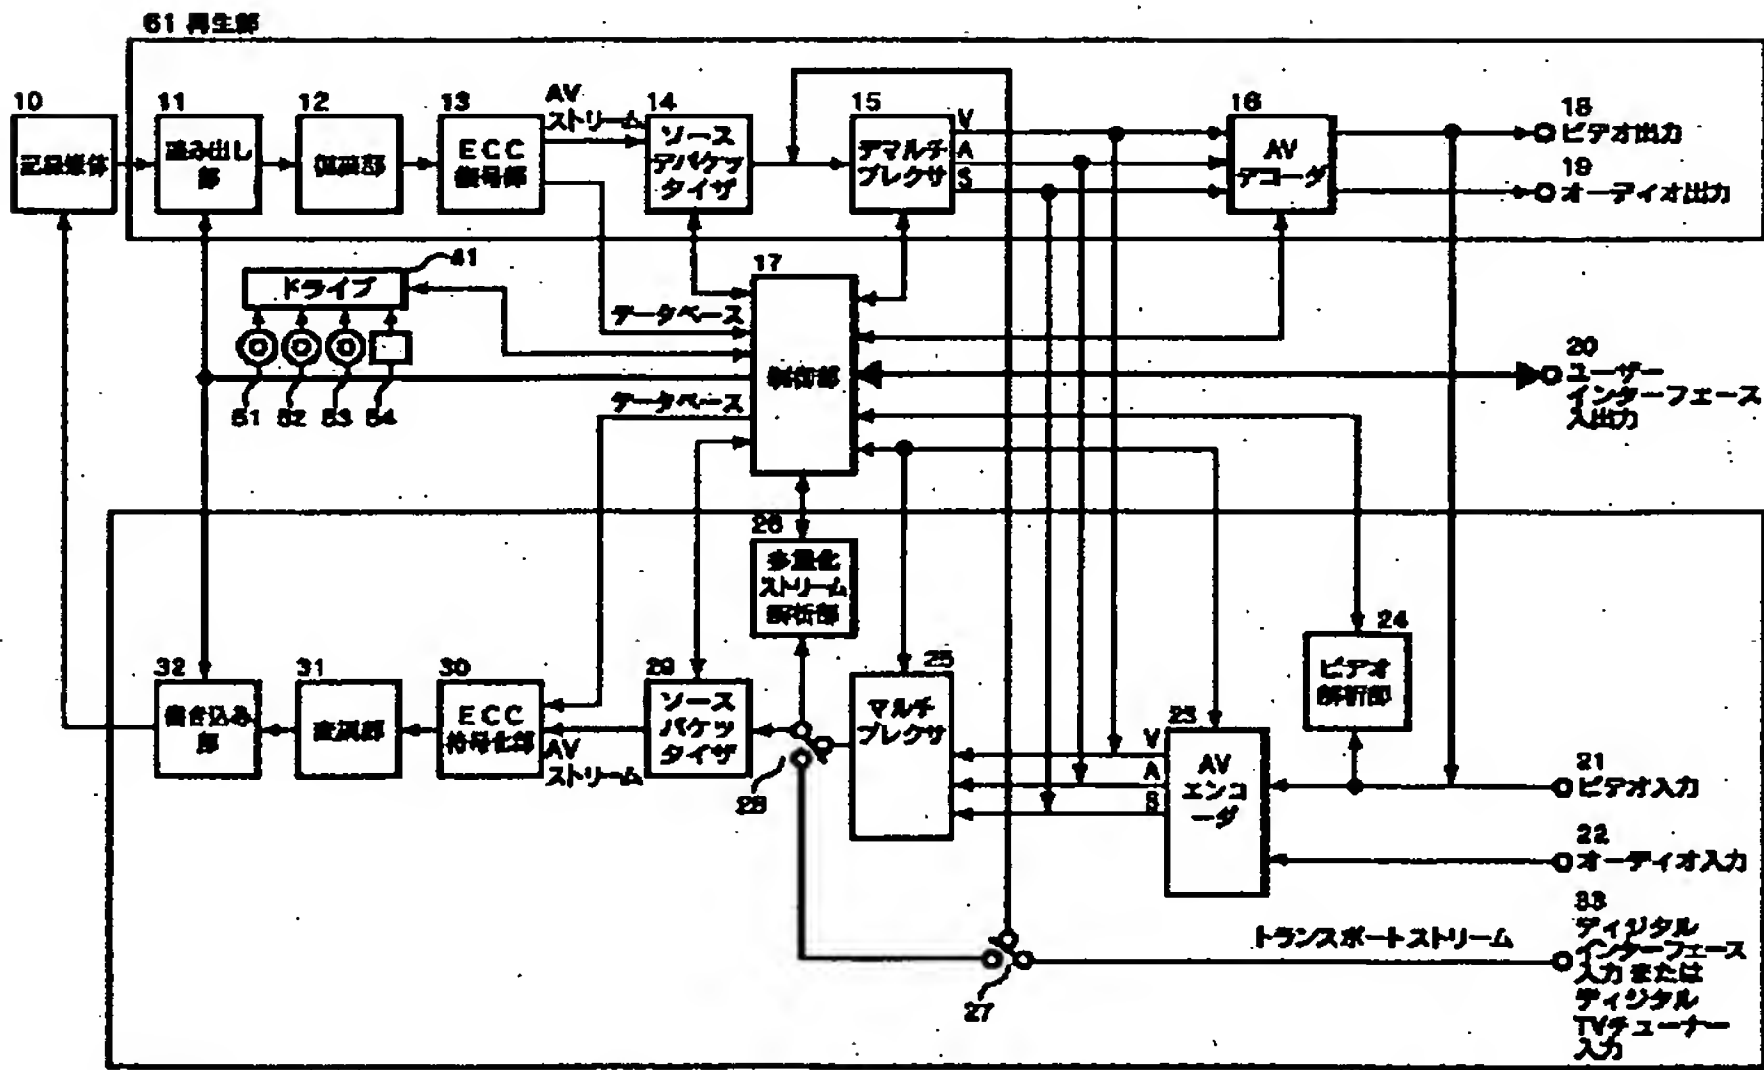 61 再生部
10
記録媒体
11
読み出し
部
12
復調部
13
ECC
復号部
AV
ストリーム
14
ソース
デパケッ
タイザ
15
デマルチ
プレクサ
V
A
S
16
AV
デコーダ
18
ビデオ出力
19
オーディオ出力
41
ドライブ
51
52
53
54
17
制御部
データベース
データベース
20
ユーザー
インターフェース
入出力
26
多重化
ストリーム
解析部
24
ビデオ
解析部
32
書き込み
部
31
変調部
30
ECC
符号化部
AV
ストリーム
29
ソース
パケッ
タイザ
28
25
マルチ
プレクサ
V
A
S
23
AV
エンコ
ーダ
21
ビデオ入力
22
オーディオ入力
33
ディジタル
インターフェース
入力 または
ディジタル
TVチューナー
入力
トランスポートストリーム
27